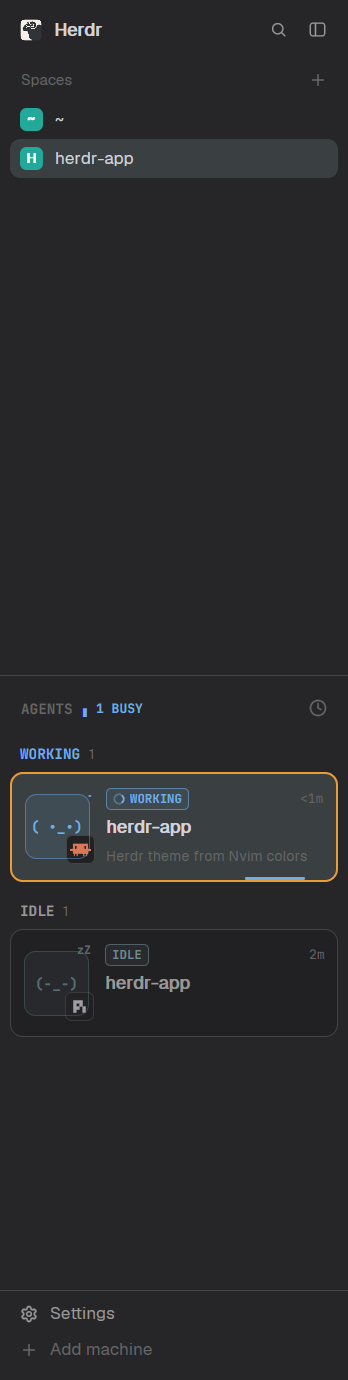 Herdr
Spaces
~ ~
H herdr-app
AGENTS 1 BUSY
WORKING 1
( •_•)
WORKING <1m
herdr-app
Herdr theme from Nvim colors
IDLE 1
zZ
(-_-)
IDLE 2m
herdr-app
Settings
Add machine